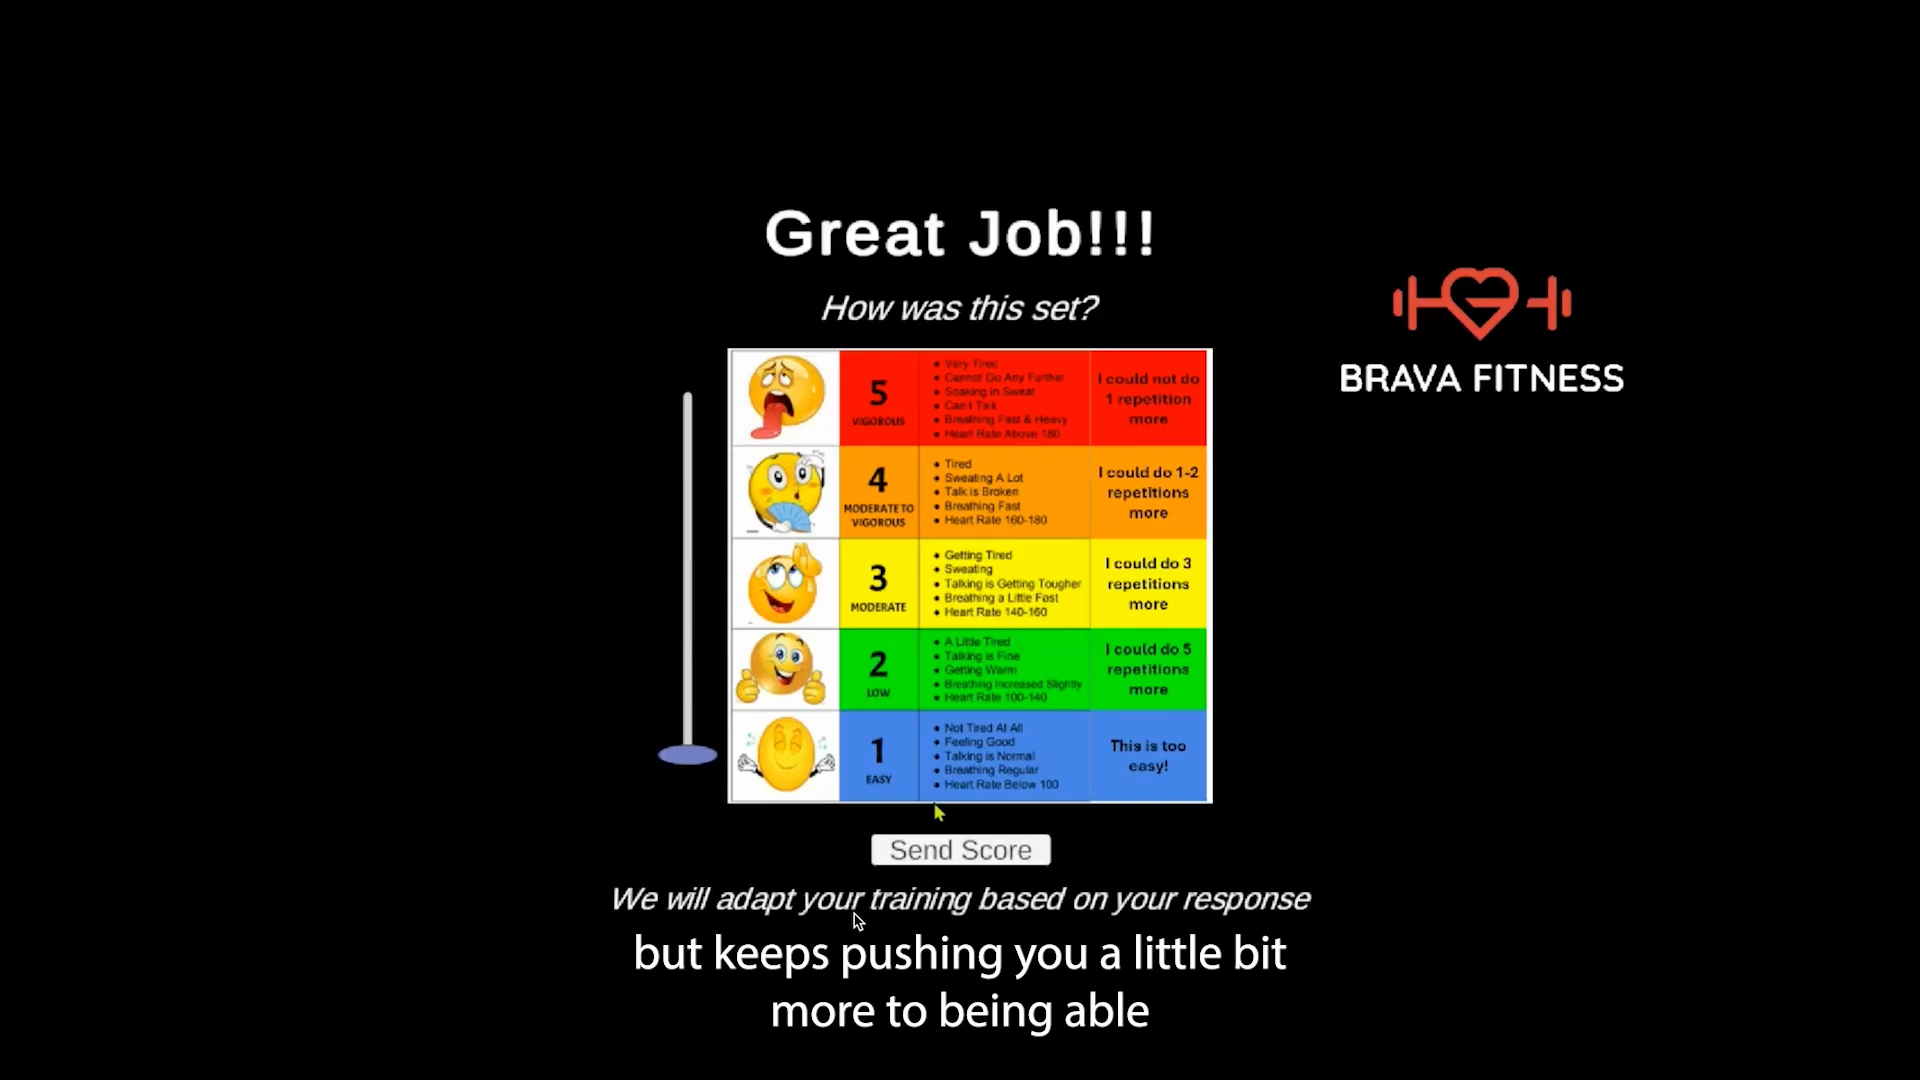 Great Job!!!
How was this set?
BRAVA FITNESS
5
VIGOROUS
• Very Tired
• Cannot Go Any Further
• Soaking in Sweat
• Can't Talk
• Breathing Fast & Heavy
• Heart Rate Above 180
I could not do
1 repetition
more
4
MODERATE TO
VIGOROUS
• Tired
• Sweating A Lot
• Talk is Broken
• Breathing Fast
• Heart Rate 160-180
I could do 1-2
repetitions
more
3
MODERATE
• Getting Tired
• Sweating
• Talking is Getting Tougher
• Breathing a Little Fast
• Heart Rate 140-160
I could do 3
repetitions
more
2
LOW
• A Little Tired
• Talking is Fine
• Getting Warm
• Breathing Increased Slightly
• Heart Rate 100-140
I could do 5
repetitions
more
1
EASY
• Not Tired At All
• Feeling Good
• Talking is Normal
• Breathing Regular
• Heart Rate Below 100
This is too
easy!
Send Score
We will adapt your training based on your response
but keeps pushing you a little bit
more to being able